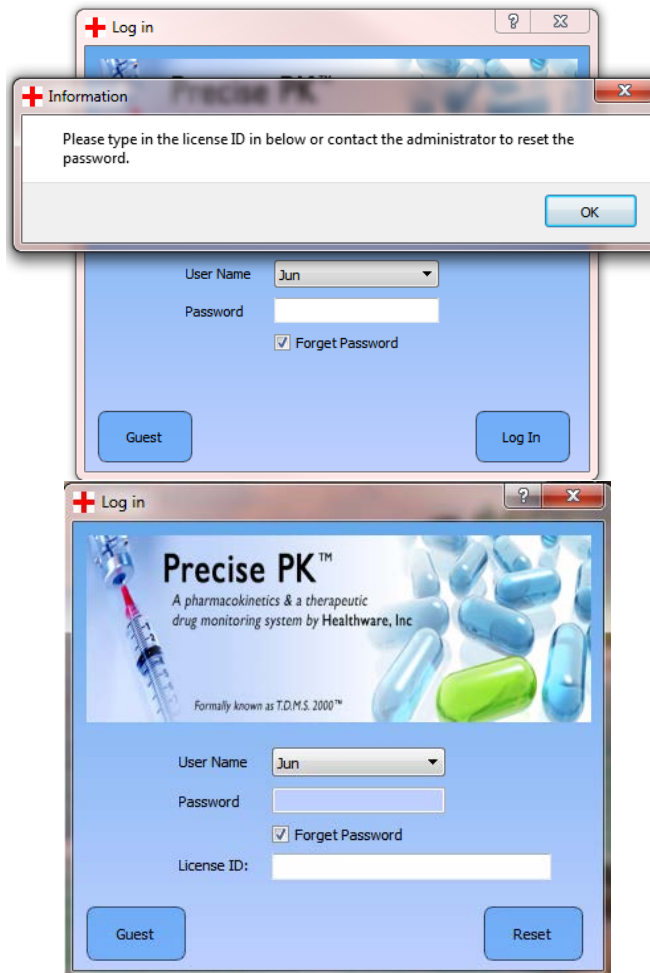 Log in
Precise PK™
Information
Please type in the license ID in below or contact the administrator to reset the
password.
OK
User Name Jun
Password
Forget Password
Guest Log In
Log in
Precise PK™
A pharmacokinetics & a therapeutic
drug monitoring system by Healthware, Inc
Formally known as T.D.M.S. 2000™
User Name Jun
Password
Forget Password
License ID:
Guest Reset